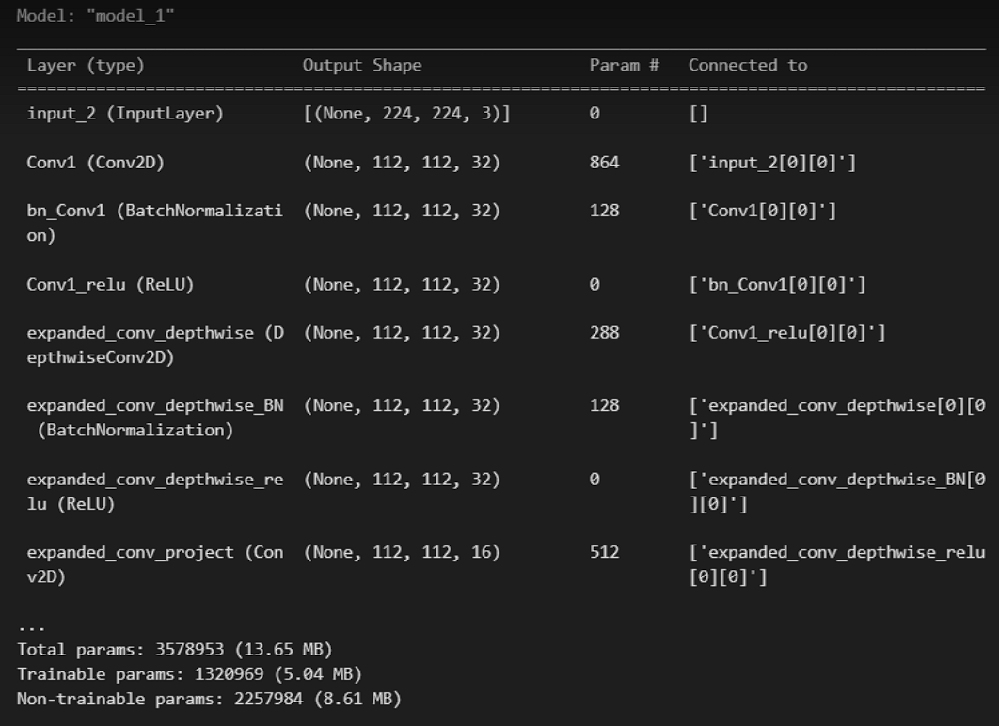 Model: "model_1"
Layer (type) Output Shape Param # Connected to
input_2 (InputLayer) [(None, 224, 224, 3)] 0 []
Conv1 (Conv2D) (None, 112, 112, 32) 864 ['input_2[0][0]']
bn_Conv1 (BatchNormalizati (None, 112, 112, 32) 128 ['Conv1[0][0]']
on)
Conv1_relu (ReLU) (None, 112, 112, 32) 0 ['bn_Conv1[0][0]']
expanded_conv_depthwise (D (None, 112, 112, 32) 288 ['Conv1_relu[0][0]']
epthwiseConv2D)
expanded_conv_depthwise_BN (None, 112, 112, 32) 128 ['expanded_conv_depthwise[0][0
(BatchNormalization) ]']
expanded_conv_depthwise_re (None, 112, 112, 32) 0 ['expanded_conv_depthwise_BN[0
lu (ReLU) ][0]']
expanded_conv_project (Con (None, 112, 112, 16) 512 ['expanded_conv_depthwise_relu
v2D) [0][0]']
...
Total params: 3578953 (13.65 MB)
Trainable params: 1320969 (5.04 MB)
Non-trainable params: 2257984 (8.61 MB)